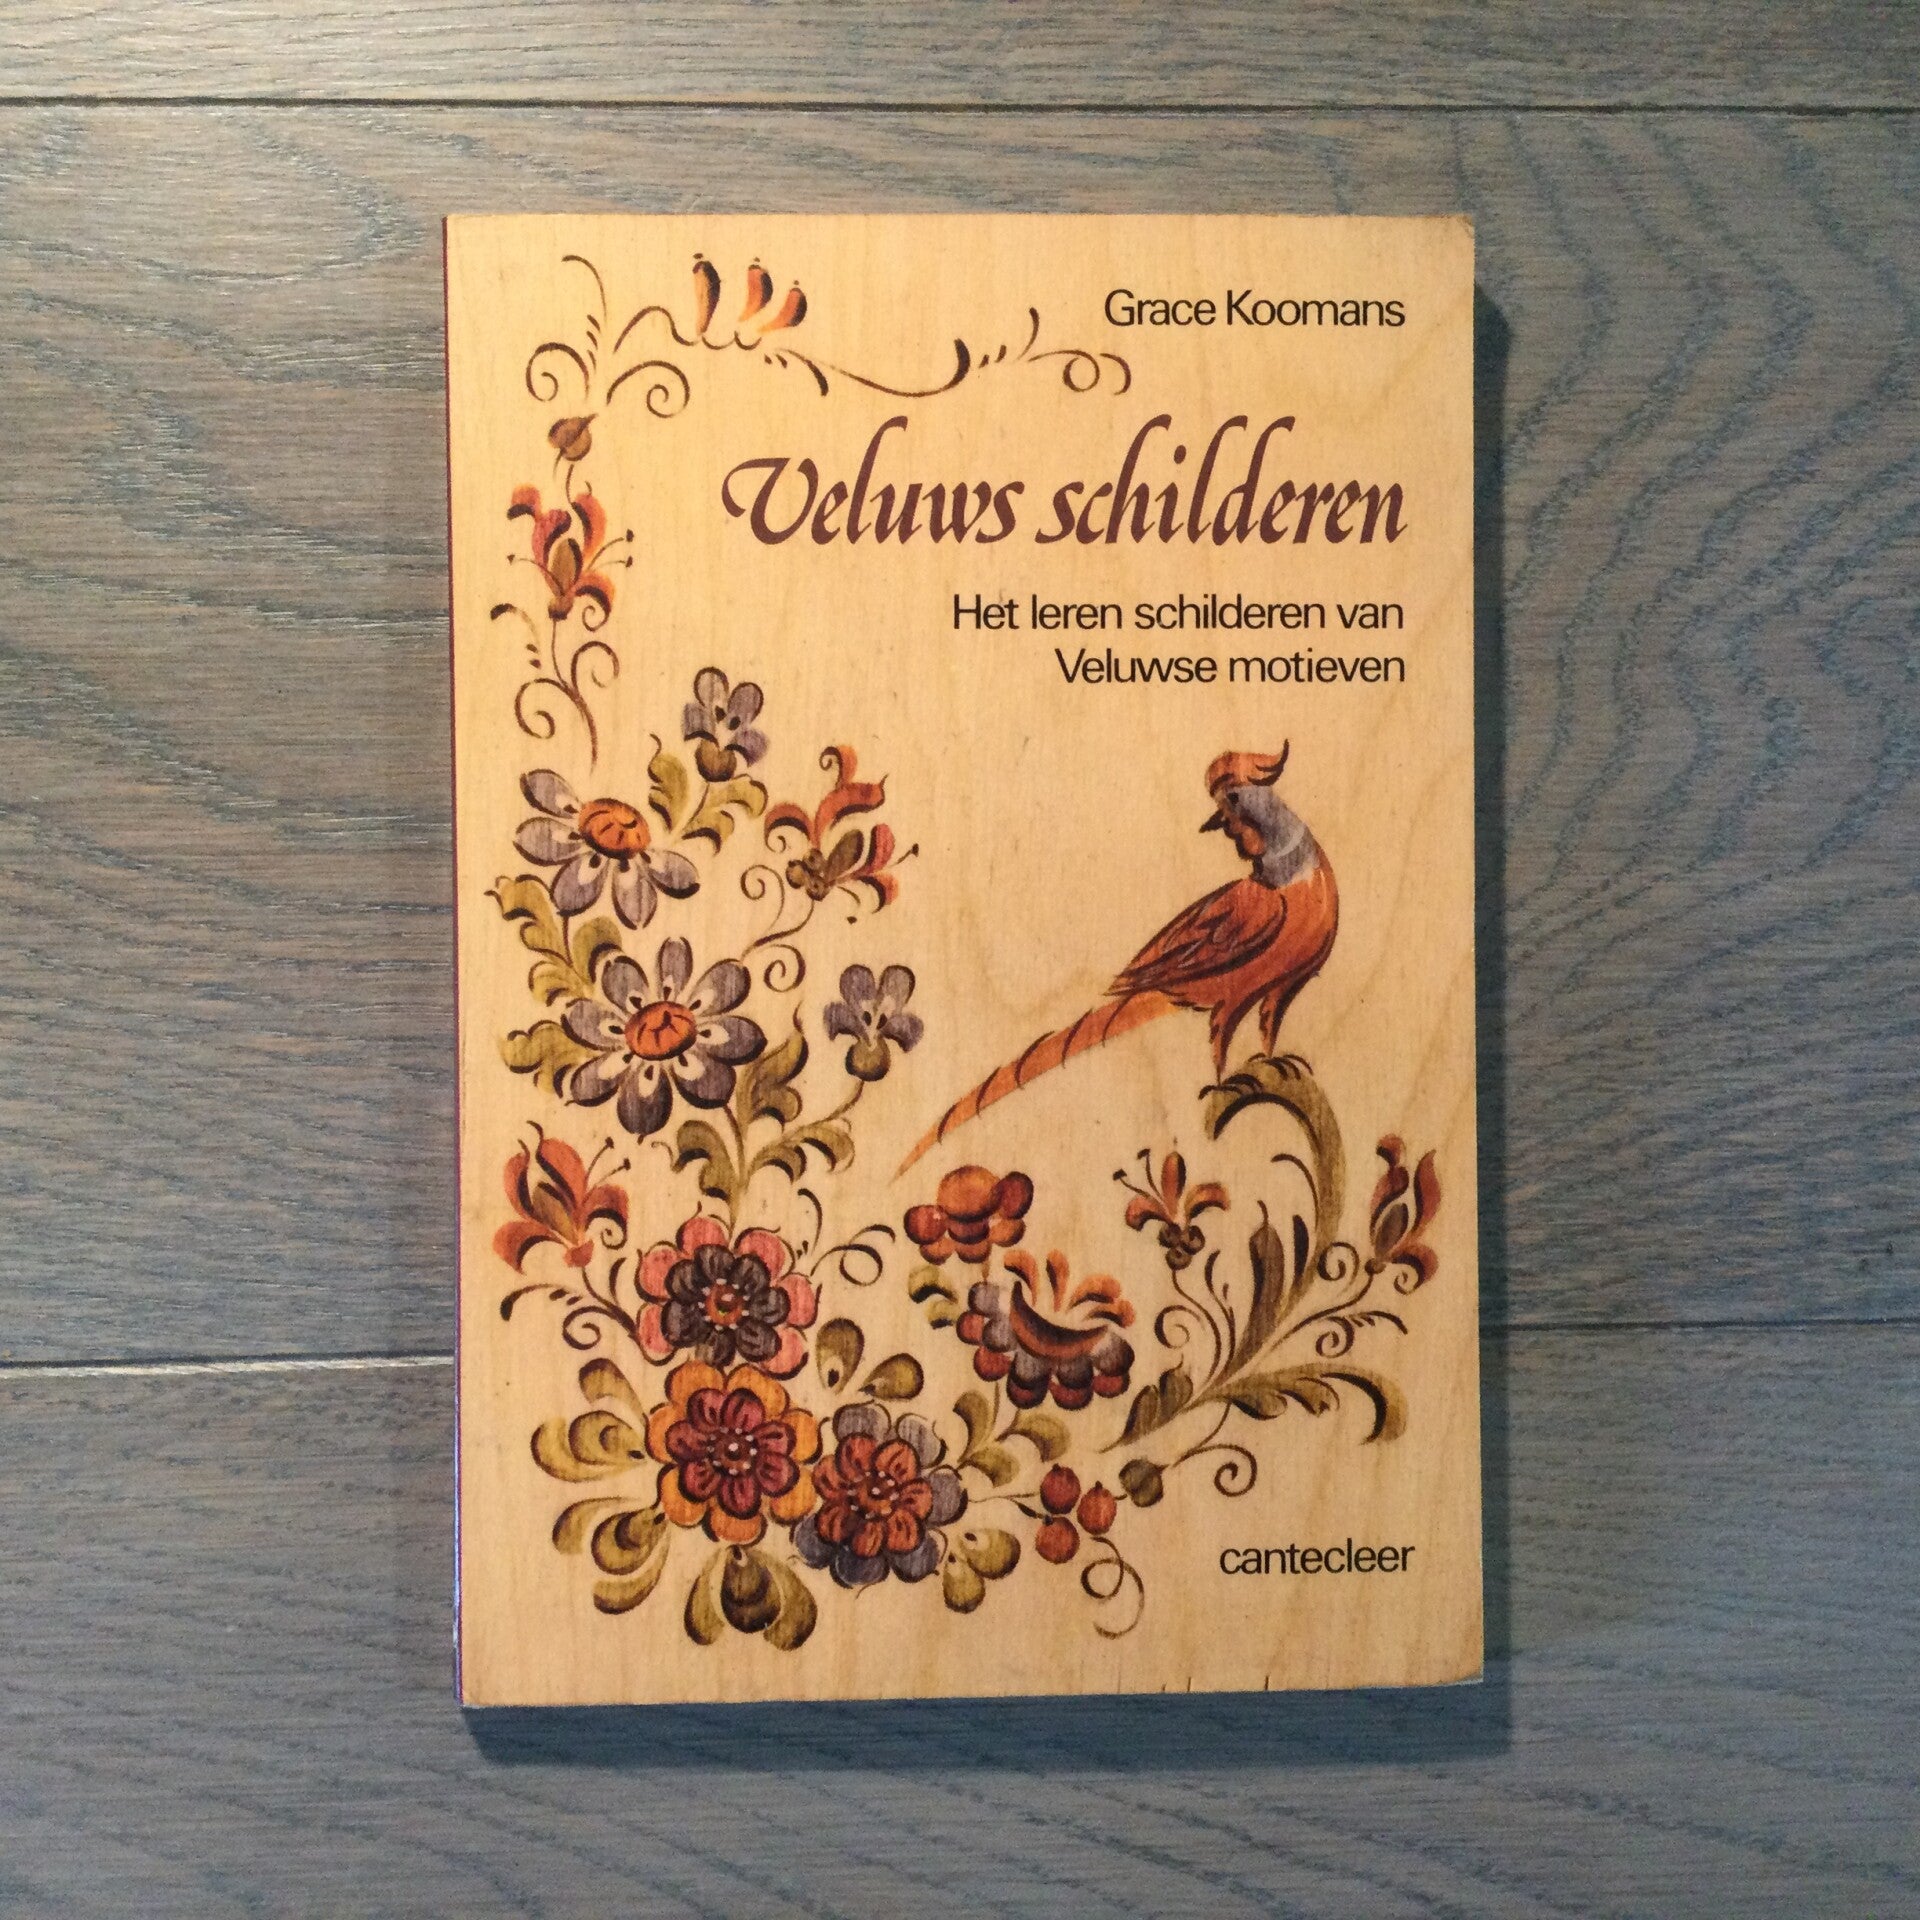 Grace Koomans
Veluws schilderen
Het leren schilderen van
Veluwse motieven
cantecleer